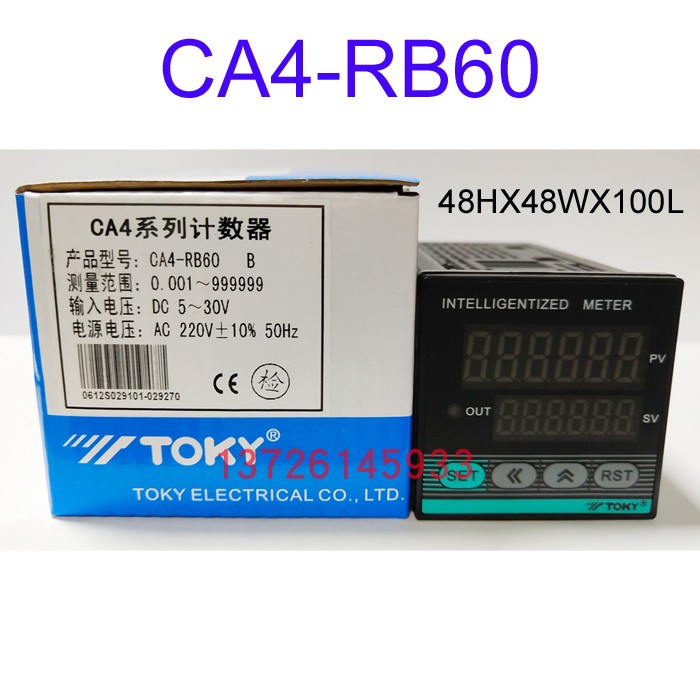 CA4-RB60
48HX48WX100L
CA4系列计数器
产品型号: CA4-RB60 B
测量范围: 0.001~999999
输入电压: DC 5~30V
电源电压: AC 220V±10% 50Hz
0612S029101-029270
CE 检
TOKY®
13726145933
TOKY ELECTRICAL CO., LTD.
INTELLIGENTIZED METER
PV
OUT
SV
SET
RST
TOKY®